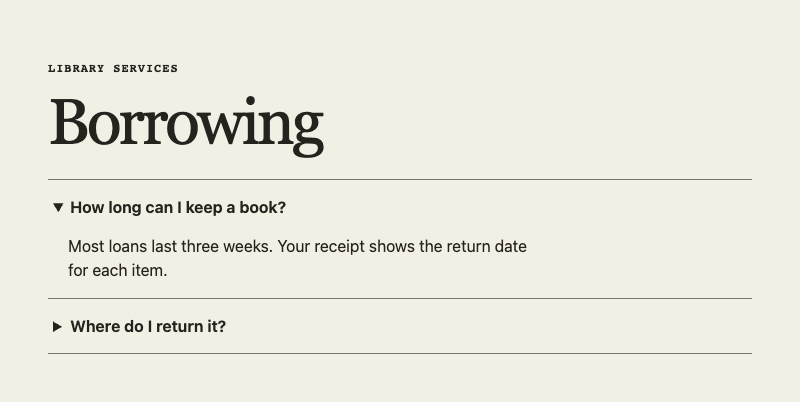 LIBRARY SERVICES
Borrowing
How long can I keep a book?
Most loans last three weeks. Your receipt shows the return date
for each item.
Where do I return it?